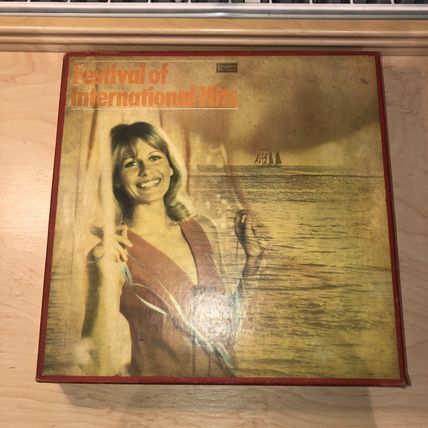 Festival of
International Hits